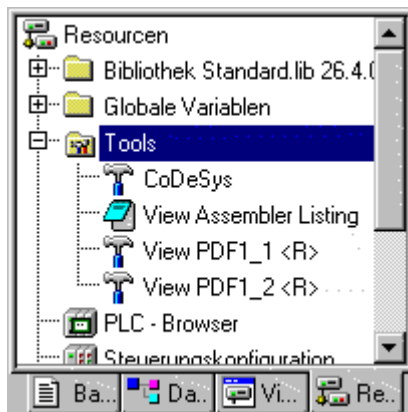 Resourcen
Bibliothek Standard.lib 26.4.
Globale Variablen
Tools
CoDeSys
View Assembler Listing
View PDF1_1 <R>
View PDF1_2 <R>
PLC - Browser
Steuerungskonfiguration
Ba... Da.. Vi... Re..